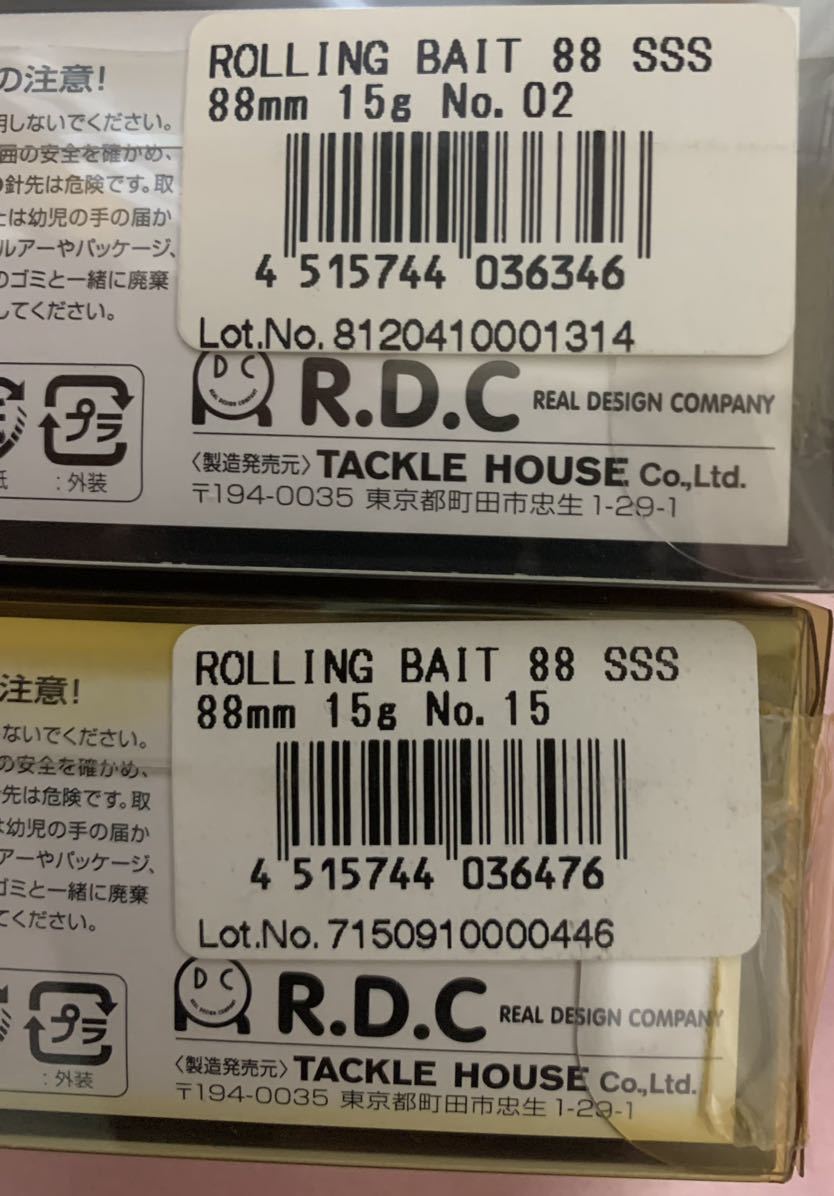 の注意!
用しないでください。
囲の安全を確かめ、
針先は危険です。取
は幼児の手の届か
ルアーやパッケージ、
のゴミと一緒に廃棄
してください。
ROLLING BAIT 88 SSS
88mm 15g No.02
4 515744 036346
Lot.No. 8120410001314
プラ
紙
:外装
D C
R.D.C REAL DESIGN COMPANY
〈製造発売元〉TACKLE HOUSE Co.,Ltd.
〒194-0035 東京都町田市忠生1-29-1
注意!
ないでください。
の安全を確かめ、
先は危険です。取
は幼児の手の届か
アーやパッケージ、
ゴミと一緒に廃棄
てください。
ROLLING BAIT 88 SSS
88mm 15g No.15
4 515744 036476
Lot.No. 7150910000446
プラ
:外装
D C
R.D.C REAL DESIGN COMPANY
〈製造発売元〉TACKLE HOUSE Co.,Ltd.
〒194-0035 東京都町田市忠生1-29-1